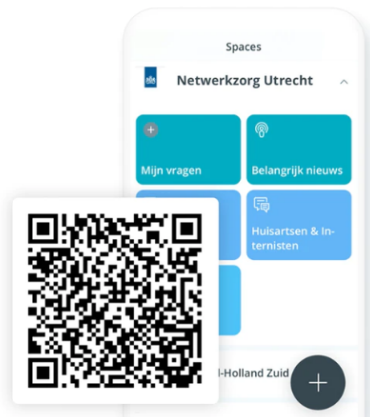 Spaces
Netwerkzorg Utrecht
Mijn vragen
Belangrijk nieuws
Huisartsen & In-
ternisten
-Holland Zuid